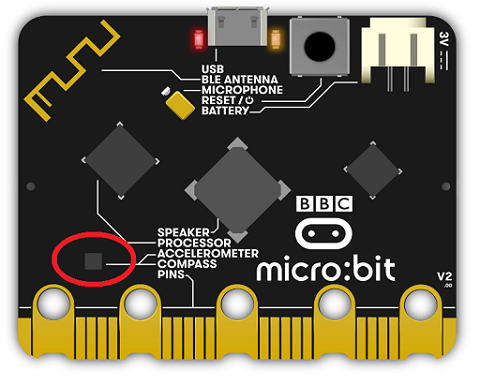 3V
USB
BLE ANTENNA
MICROPHONE
RESET /
BATTERY
BBC
SPEAKER
PROCESSOR
ACCELEROMETER
COMPASS
PINS
micro:bit
V2
.00